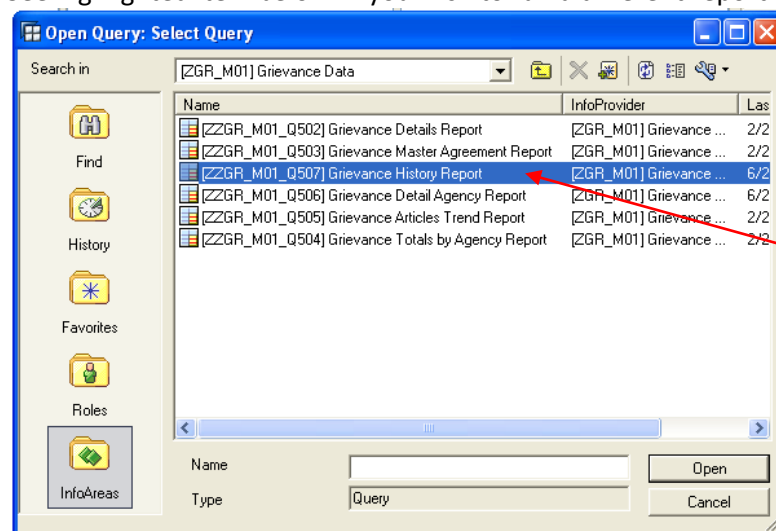 Open Query: Select Query
Search in
[ZGR_M01] Grievance Data
Name InfoProvider Las
[ZZGR_M01_Q502] Grievance Details Report [ZGR_M01] Grievance ... 2/2
[ZZGR_M01_Q503] Grievance Master Agreement Report [ZGR_M01] Grievance ... 2/2
[ZZGR_M01_Q507] Grievance History Report [ZGR_M01] Grievance ... 6/2
[ZZGR_M01_Q506] Grievance Detail Agency Report [ZGR_M01] Grievance ... 6/2
[ZZGR_M01_Q505] Grievance Articles Trend Report [ZGR_M01] Grievance ... 2/2
[ZZGR_M01_Q504] Grievance Totals by Agency Report [ZGR_M01] Grievance ... 2/2
Find
History
Favorites
Roles
InfoAreas
Name
Open
Type Query
Cancel